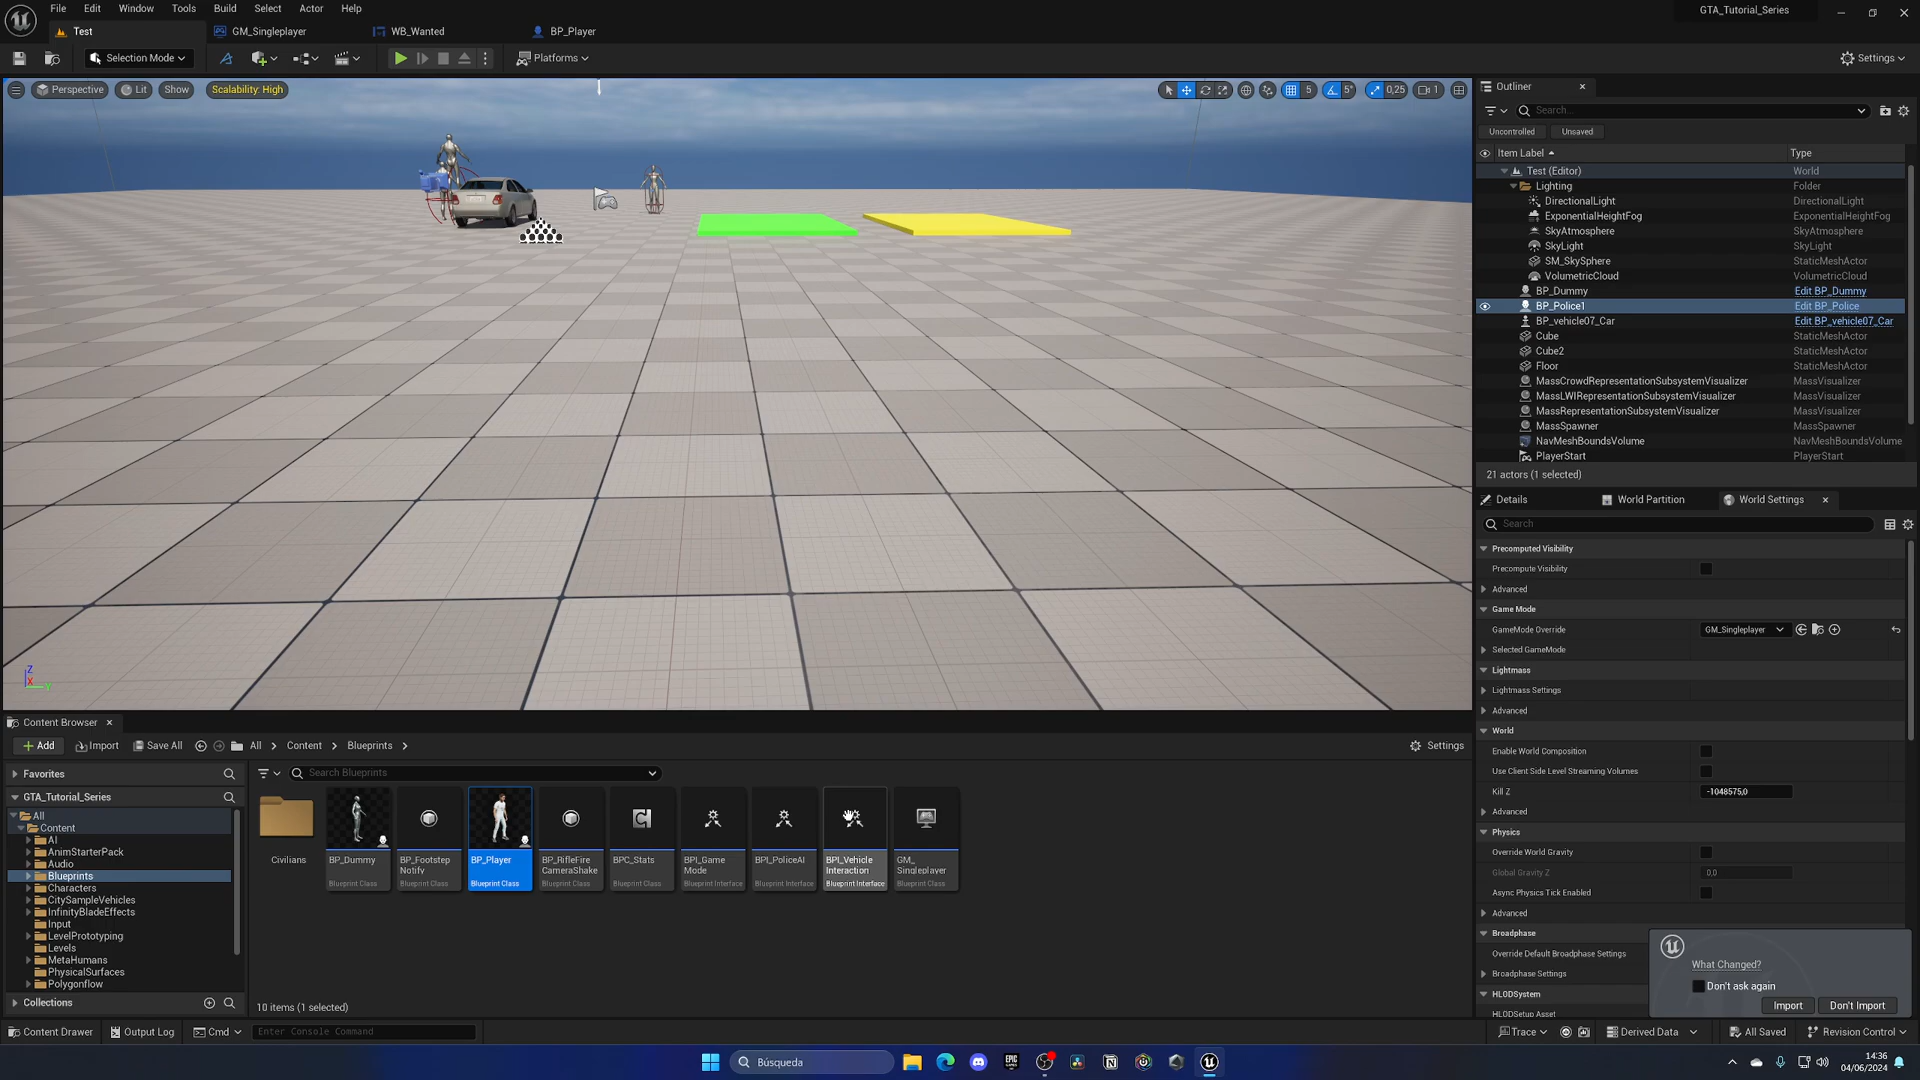 File Edit Window Tools Build Select Actor Help
GTA_Tutorial_Series
Test
GM_Singleplayer
WB_Wanted
BP_Player
Selection Mode
Platforms
Settings
Perspective
Lit
Show
Scalability: High
5
5°
0,25
1
Outliner
Search...
Uncontrolled
Unsaved
Item Label
Type
Test (Editor) World
Lighting Folder
DirectionalLight DirectionalLight
ExponentialHeightFog ExponentialHeightFog
SkyAtmosphere SkyAtmosphere
SkyLight SkyLight
SM_SkySphere StaticMeshActor
VolumetricCloud VolumetricCloud
BP_Dummy Edit BP_Dummy
BP_Police1 Edit BP_Police
BP_vehicle07_Car Edit BP_vehicle07_Car
Cube StaticMeshActor
Cube2 StaticMeshActor
Floor StaticMeshActor
MassCrowdRepresentationSubsystemVisualizer MassVisualizer
MassLWIRepresentationSubsystemVisualizer MassVisualizer
MassRepresentationSubsystemVisualizer MassVisualizer
MassSpawner MassSpawner
NavMeshBoundsVolume NavMeshBoundsVolume
PlayerStart PlayerStart
21 actors (1 selected)
Details
World Partition
World Settings
Search
Precomputed Visibility
Precompute Visibility
Advanced
Game Mode
GameMode Override GM_Singleplayer
Selected GameMode
Lightmass
Lightmass Settings
Advanced
World
Enable World Composition
Use Client Side Level Streaming Volumes
Kill Z -1048575,0
Advanced
Physics
Override World Gravity
Global Gravity Z 0,0
Async Physics Tick Enabled
Advanced
Broadphase
Override Default Broadphase Settings
Broadphase Settings
HLODSystem
HLODSetup Asset
What Changed?
Don't ask again
Import
Don't Import
Z
X
Y
Content Browser
Add
Import
Save All
All
Content
Blueprints
Settings
Favorites
GTA_Tutorial_Series
All
Content
AI
AnimStarterPack
Audio
Blueprints
Characters
CitySampleVehicles
InfinityBladeEffects
Input
LevelPrototyping
Levels
MetaHumans
PhysicalSurfaces
Polygonflow
Collections
Search Blueprints
Civilians
BP_Dummy
Blueprint Class
BP_Footstep
Notify
Blueprint Class
BP_Player
Blueprint Class
BP_RifleFire
CameraShake
Blueprint Class
BPC_Stats
Blueprint Class
BPI_Game
Mode
Blueprint Interface
BPI_PoliceAI
Blueprint Interface
BPI_Vehicle
Interaction
Blueprint Interface
GM_
Singleplayer
Blueprint Class
10 items (1 selected)
Content Drawer
Output Log
Cmd
Enter Console Command
Trace
Derived Data
All Saved
Revision Control
Búsqueda
EPIC
GAMES
14:36
04/06/2024